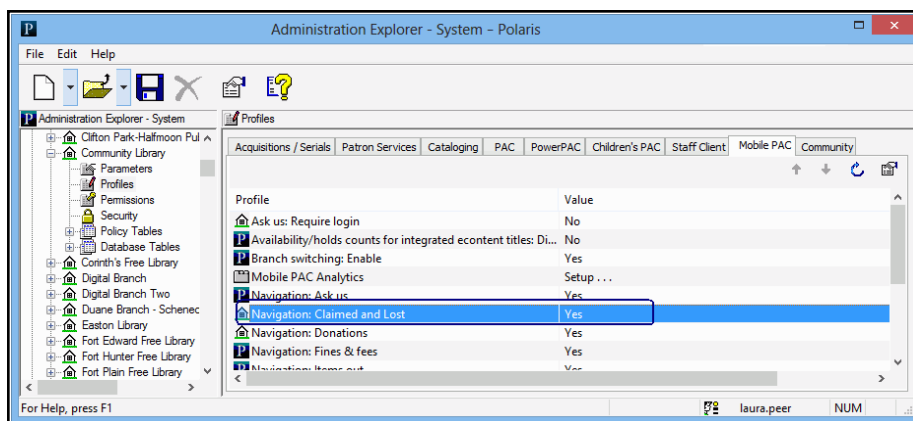 Administration Explorer - System - Polaris
File Edit Help
Administration Explorer - System
Profiles
Clifton Park-Halfmoon Pul
Community Library
Parameters
Profiles
Permissions
Security
Policy Tables
Database Tables
Corinth's Free Library
Digital Branch
Digital Branch Two
Duane Branch - Schenec
Easton Library
Fort Edward Free Library
Fort Hunter Free Library
Fort Plain Free Library
Acquisitions / Serials Patron Services Cataloging PAC PowerPAC Children's PAC Staff Client Mobile PAC Community
Profile Value
Ask us: Require login No
Availability/holds counts for integrated econtent titles: Di... No
Branch switching: Enable Yes
Mobile PAC Analytics Setup . . .
Navigation: Ask us Yes
Navigation: Claimed and Lost Yes
Navigation: Donations Yes
Navigation: Fines & fees Yes
Navigation: Items out Yes
For Help, press F1 laura.peer NUM